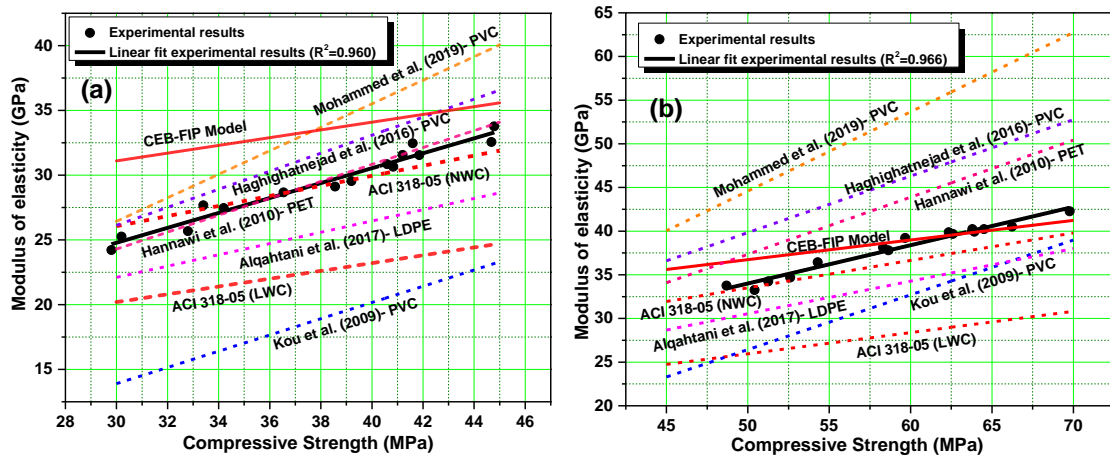 Experimental results
Linear fit experimental results (R²=0.960)
(a)
Mohammed et al. (2019)- PVC
CEB-FIP Model
Haghighatnejad et al. (2016)- PVC
ACI 318-05 (NWC)
Hannawi et al. (2010)- PET
Alqahtani et al. (2017)- LDPE
ACI 318-05 (LWC)
Kou et al. (2009)- PVC
Modulus of elasticity (GPa)
40
35
30
25
20
15
28 30 32 34 36 38 40 42 44 46
Compressive Strength (MPa)
Experimental results
Linear fit experimental results (R²=0.966)
(b)
Mohammed et al. (2019)- PVC
Haghighatnejad et al. (2016)- PVC
Hannawi et al. (2010)- PET
CEB-FIP Model
ACI 318-05 (NWC)
Alqahtani et al. (2017)- LDPE
Kou et al. (2009)- PVC
ACI 318-05 (LWC)
Modulus of elasticity (GPa)
65
60
55
50
45
40
35
30
25
20
45 50 55 60 65 70
Compressive Strength (MPa)